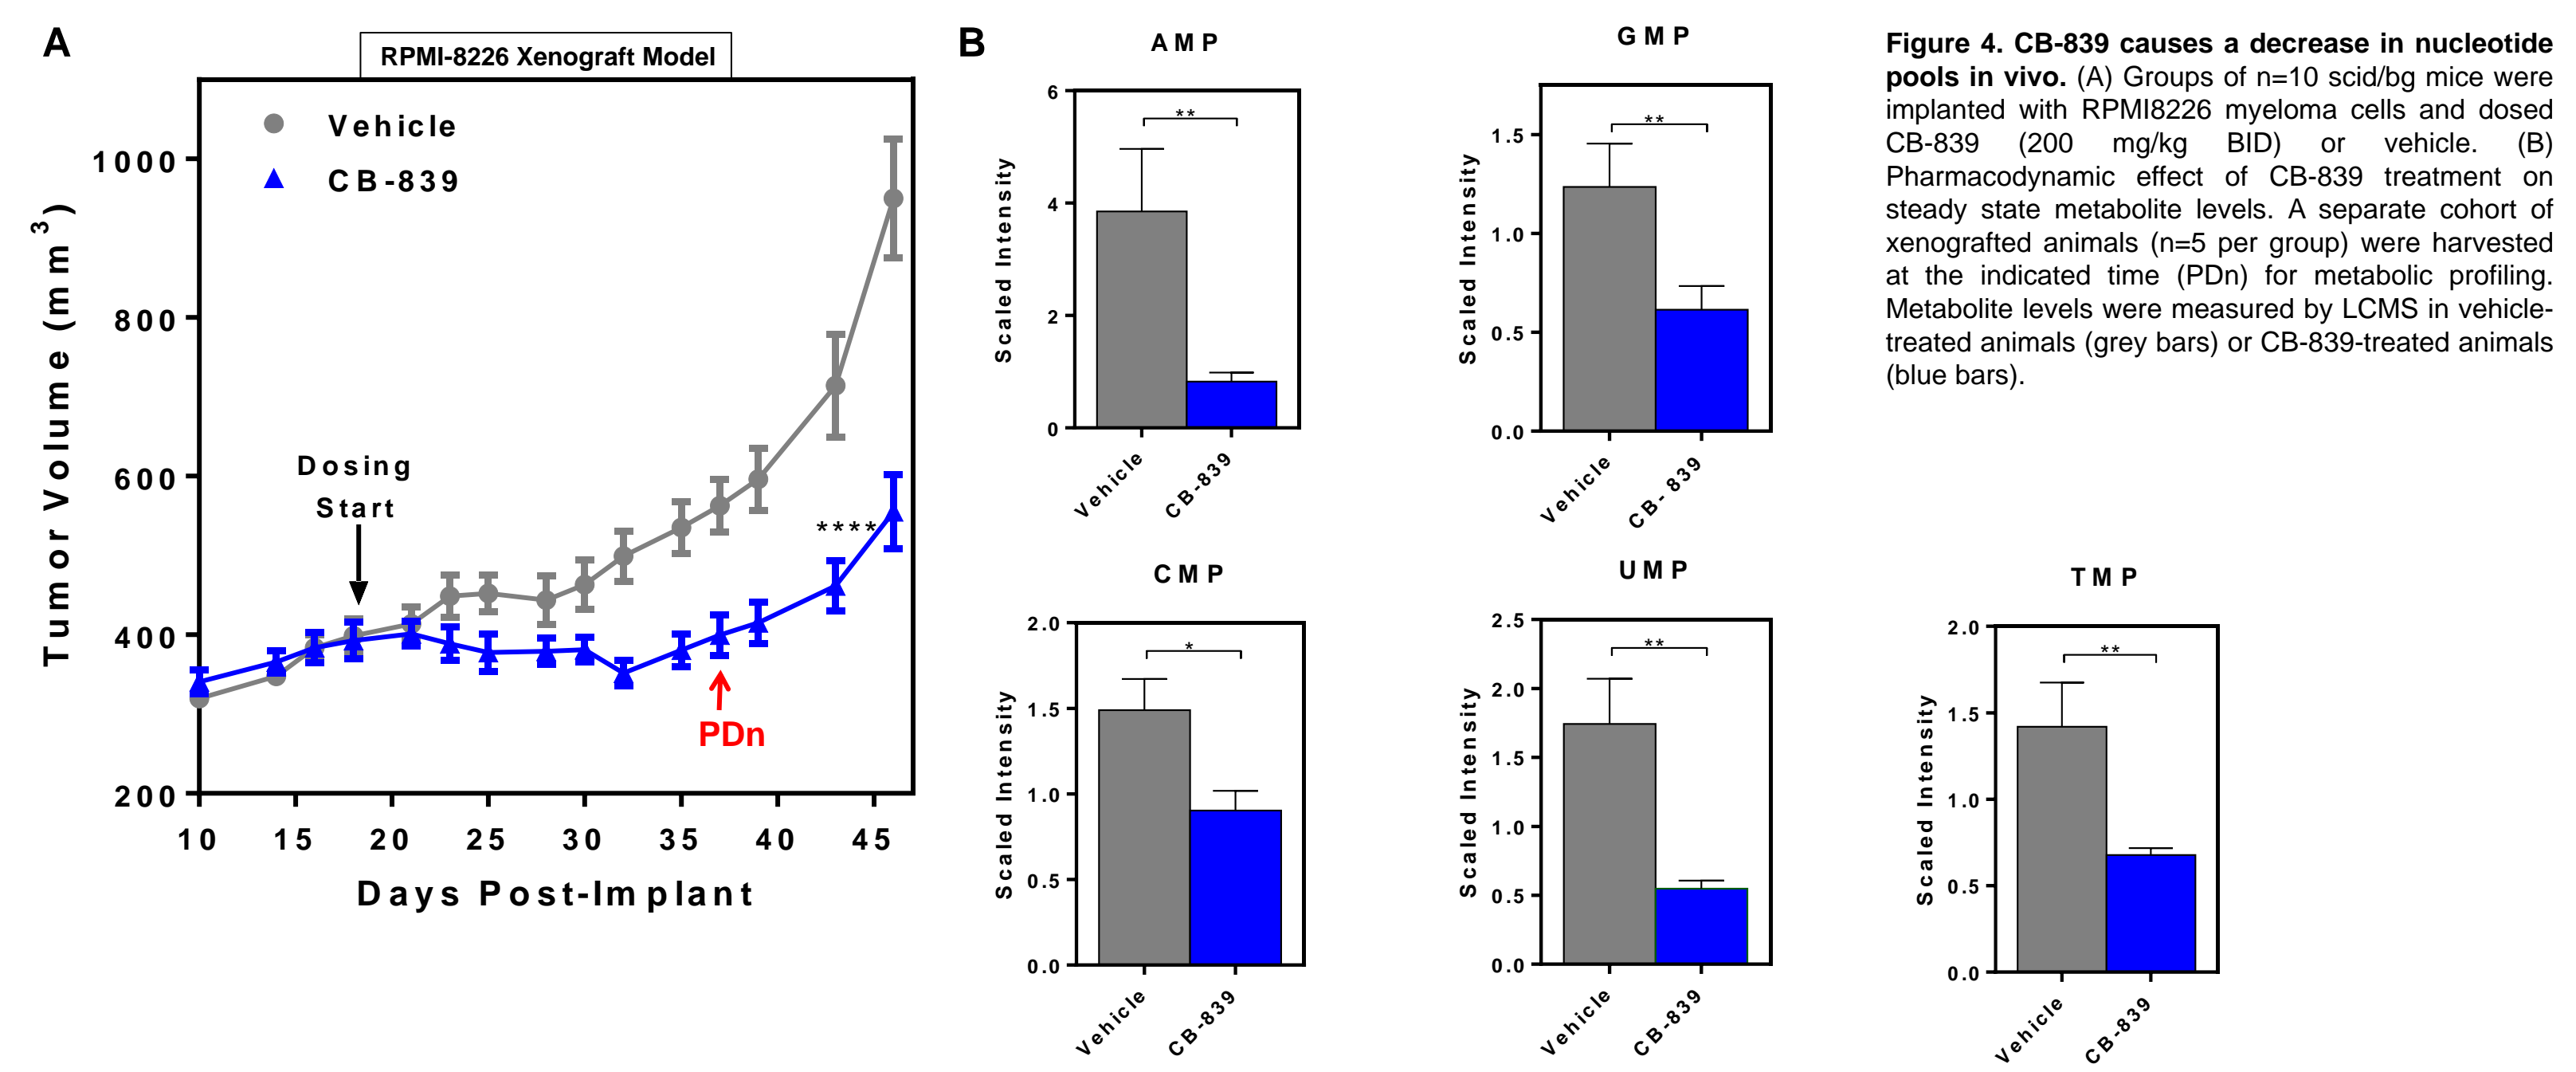 A
RPMI-8226 Xenograft Model
Vehicle
CB-839
Tumor Volume (mm³)
1000
800
600
400
200
Dosing
Start
****
PDn
10 15 20 25 30 35 40 45
Days Post-Implant
B
AMP
Scaled Intensity
6
4
2
0
**
Vehicle
CB-839
GMP
Scaled Intensity
1.5
1.0
0.5
0.0
**
Vehicle
CB- 839
CMP
Scaled Intensity
2.0
1.5
1.0
0.5
0.0
*
Vehicle
CB-839
UMP
Scaled Intensity
2.5
2.0
1.5
1.0
0.5
0.0
**
Vehicle
CB-839
TMP
Scaled Intensity
2.0
1.5
1.0
0.5
0.0
**
Vehicle
CB-839
Figure 4. CB-839 causes a decrease in nucleotide
pools in vivo. (A) Groups of n=10 scid/bg mice were
implanted with RPMI8226 myeloma cells and dosed
CB-839 (200 mg/kg BID) or vehicle. (B)
Pharmacodynamic effect of CB-839 treatment on
steady state metabolite levels. A separate cohort of
xenografted animals (n=5 per group) were harvested
at the indicated time (PDn) for metabolic profiling.
Metabolite levels were measured by LCMS in vehicle-
treated animals (grey bars) or CB-839-treated animals
(blue bars).